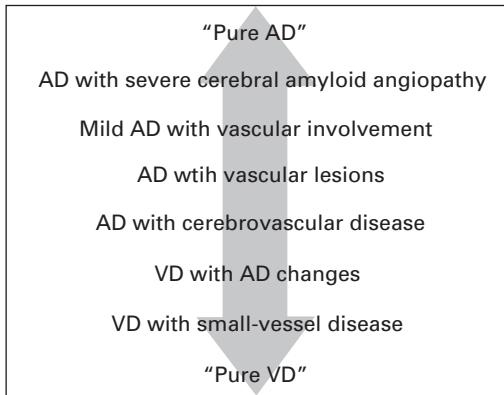 “Pure AD”
AD with severe cerebral amyloid angiopathy
Mild AD with vascular involvement
AD wtih vascular lesions
AD with cerebrovascular disease
VD with AD changes
VD with small-vessel disease
“Pure VD”